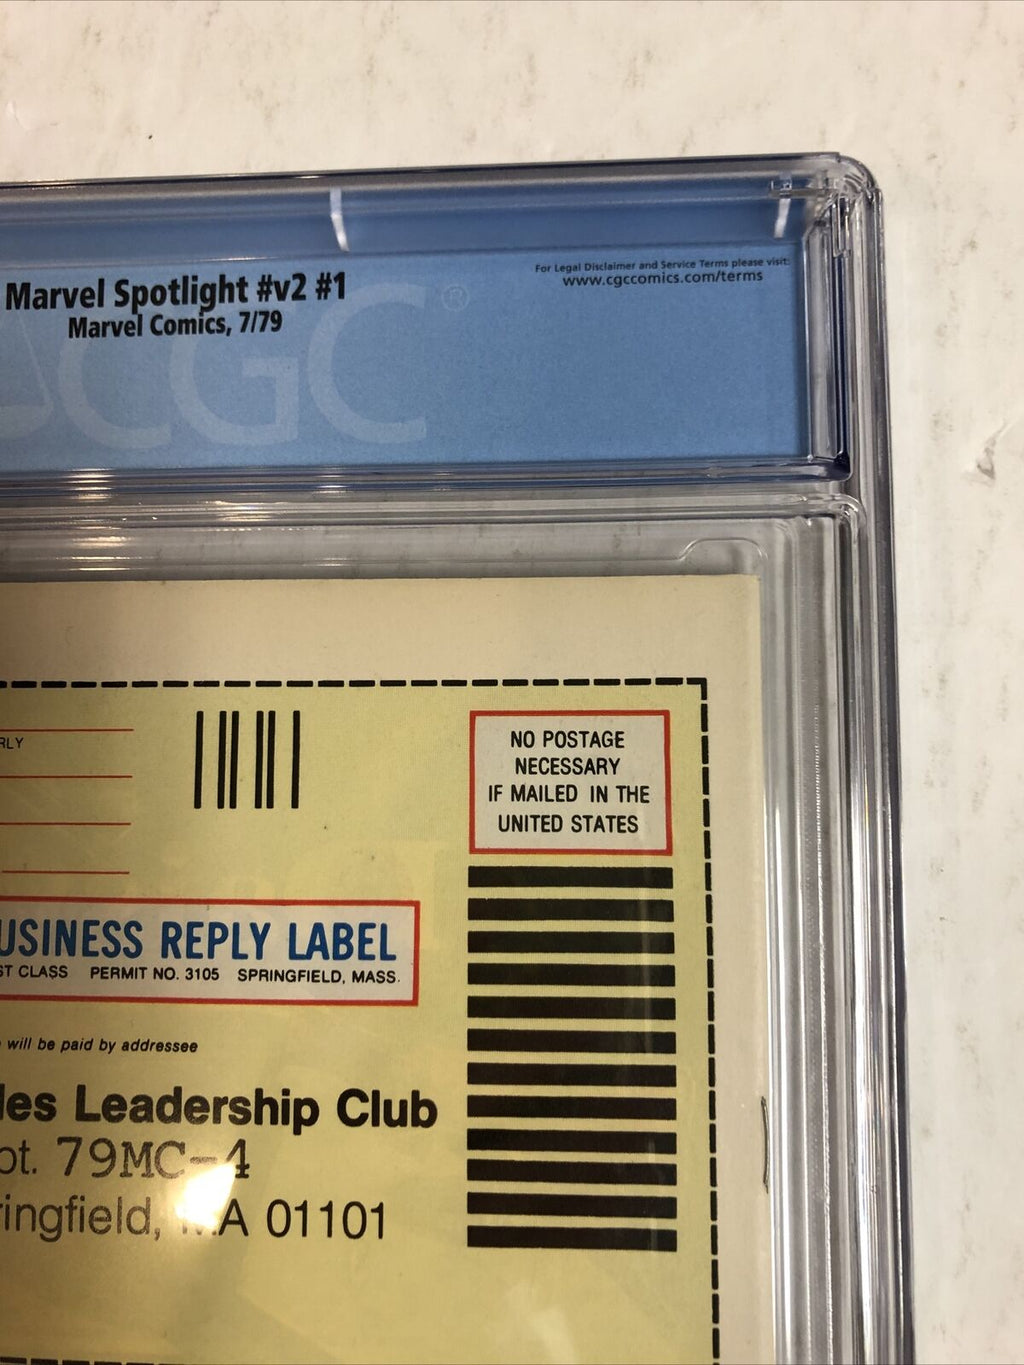 Marvel Spotlight #v2 #1
Marvel Comics, 7/79
For Legal Disclaimer and Service Terms please visit:
www.cgccomics.com/terms
CGC®
RLY
NO POSTAGE
NECESSARY
IF MAILED IN THE
UNITED STATES
USINESS REPLY LABEL
ST CLASS PERMIT NO. 3105 SPRINGFIELD, MASS.
will be paid by addressee
les Leadership Club
pt. 79MC-4
ringfield, MA 01101